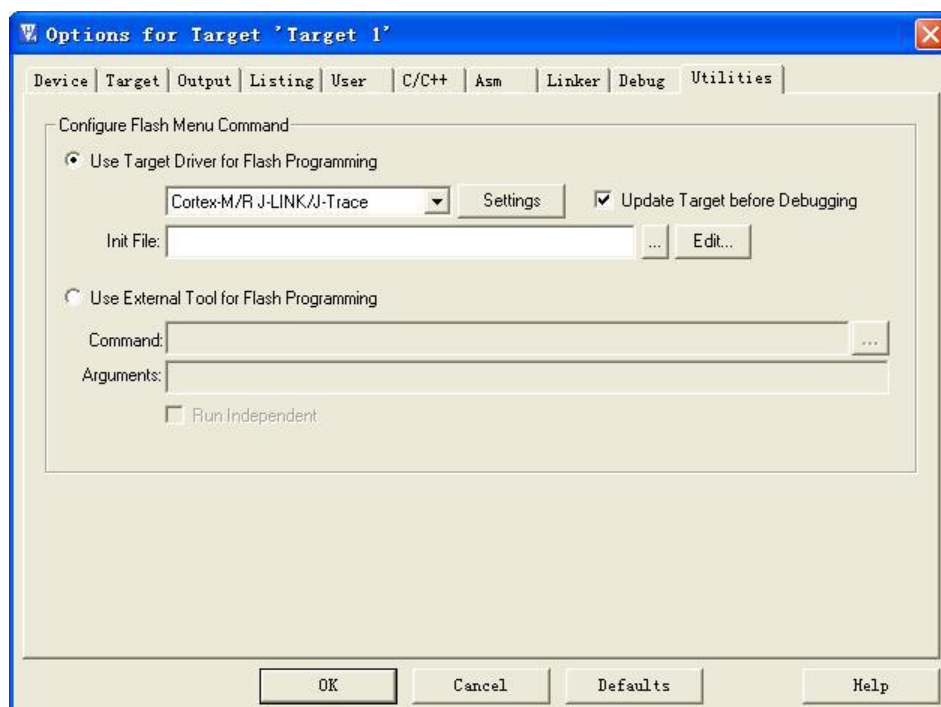 Options for Target 'Target 1'
Device Target Output Listing User C/C++ Asm Linker Debug Utilities
Configure Flash Menu Command
Use Target Driver for Flash Programming
Cortex-M/R J-LINK/J-Trace Settings Update Target before Debugging
Init File: ... Edit...
Use External Tool for Flash Programming
Command: ...
Arguments:
Run Independent
OK Cancel Defaults Help